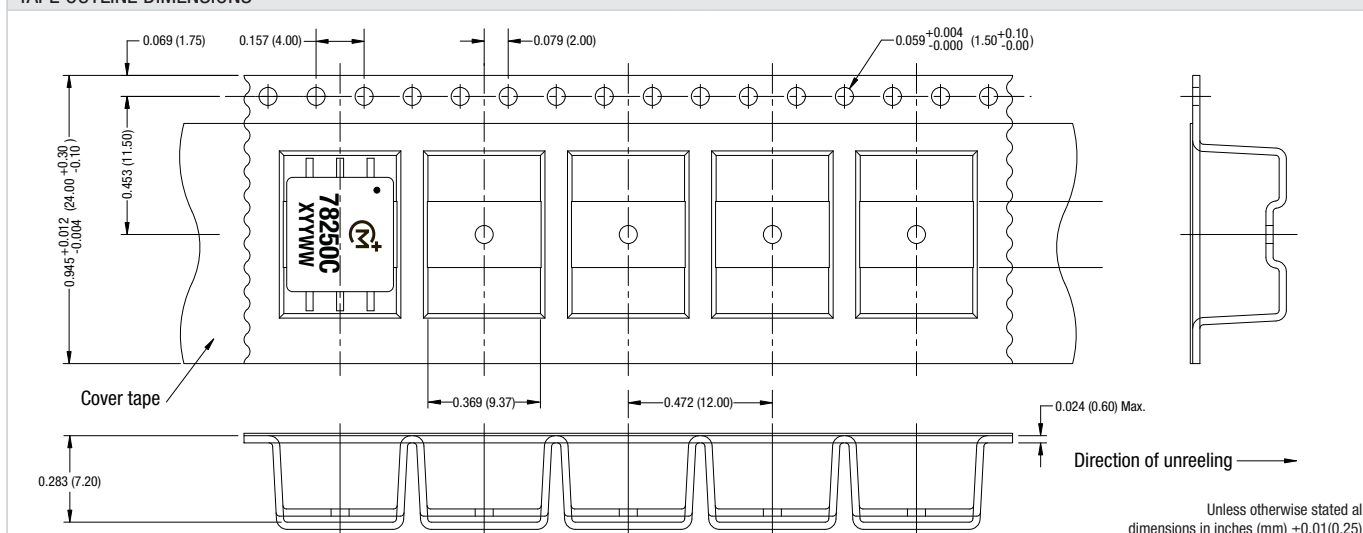 TAPE OUTLINE DIMENSIONS
0.069 (1.75)
0.157 (4.00)
0.079 (2.00)
0.059 +0.004 -0.000 (1.50 +0.10 -0.00)
0.945 +0.012 -0.004 (24.00 +0.30 -0.10)
0.453 (11.50)
78250C
XYYWW
Cover tape
0.369 (9.37)
0.472 (12.00)
0.024 (0.60) Max.
Direction of unreeling
0.283 (7.20)
Unless otherwise stated al
dimensions in inches (mm) ±0.01(0.25)